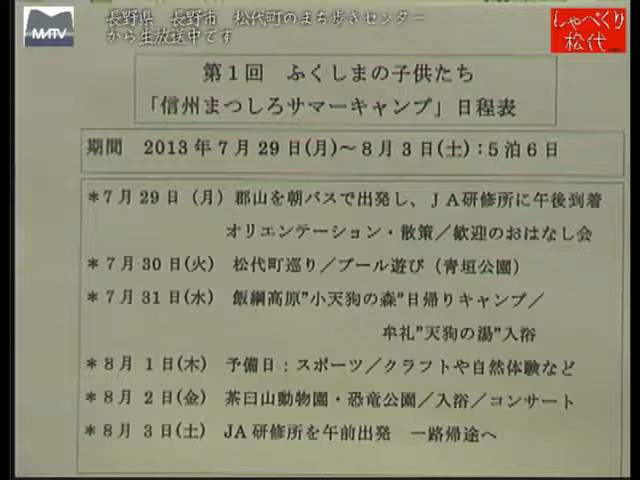 MATV
長野県 長野市 松代町のまち歩きセンター
から生放送中です
しゃべくり
松代
第1回 ふくしまの子供たち
「信州まつしろサマーキャンプ」日程表
期間 2013年7月29日(月)~8月3日(土):5泊6日
*7月29日(月) 郡山を朝バスで出発し、JA研修所に午後到着
オリエンテーション・散策/歓迎のおはなし会
*7月30日(火) 松代町巡り/プール遊び(青垣公園)
*7月31日(水) 飯綱高原"小天狗の森"日帰りキャンプ/
牟礼"天狗の湯"入浴
*8月 1日(木) 予備日:スポーツ/クラフトや自然体験など
*8月 2日(金) 茶臼山動物園・恐竜公園/入浴/コンサート
*8月 3日(土) JA研修所を午前出発 一路帰途へ